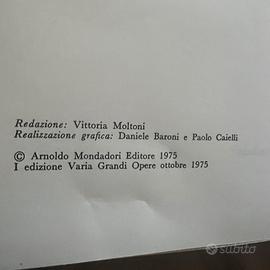 Redazione: Vittoria Moltoni
Realizzazione grafica: Daniele Baroni e Paolo Caielli
© Arnoldo Mondadori Editore 1975
I edizione Varia Grandi Opere ottobre 1975
subito